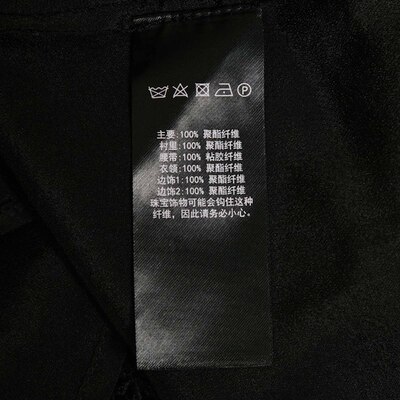 主要:100% 聚酯纤维
村里:100% 聚酯纤维
腰带:100% 粘胶纤维
衣领:100% 聚酯纤维
边饰1:100% 聚酯纤维
边饰2:100% 聚酯纤维
珠宝饰物可能会钩住这种
纤维，因此请务必小心。